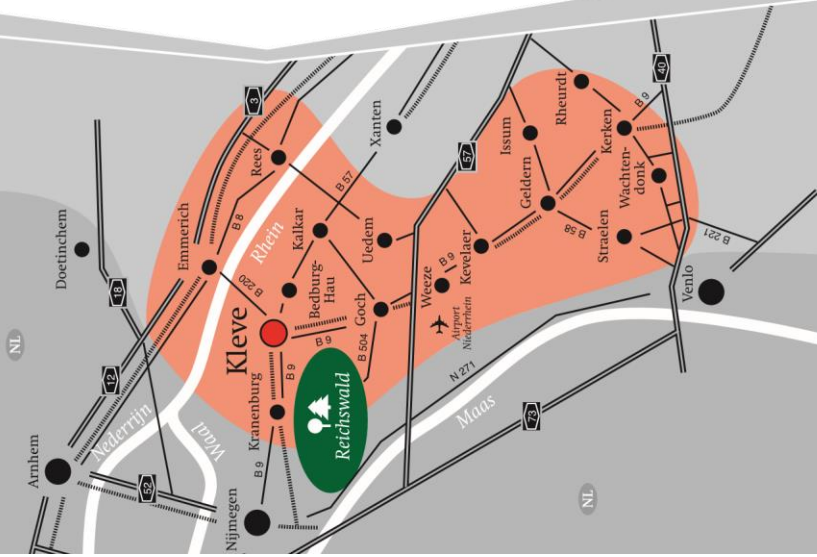 Doetinchem
NL
18
12
Arnhem
52
Nijmegen
Nederrijn
Waal
Emmerich
3
Rees
B 8
Rhein
B 220
Kleve
Bedburg-
Hau
Kalkar
B 57
Xanten
Uedem
Goch
B 9
B 504
B 9
Kranenburg
B 9
Reichswald
Weeze
Airport
Niederrhein
B 9
Kevelaer
57
Issum
Geldern
Rheurdt
Kerken
B 9
40
Wachten-
donk
B 58
Straelen
B 221
Venlo
N 271
Maas
73
NL